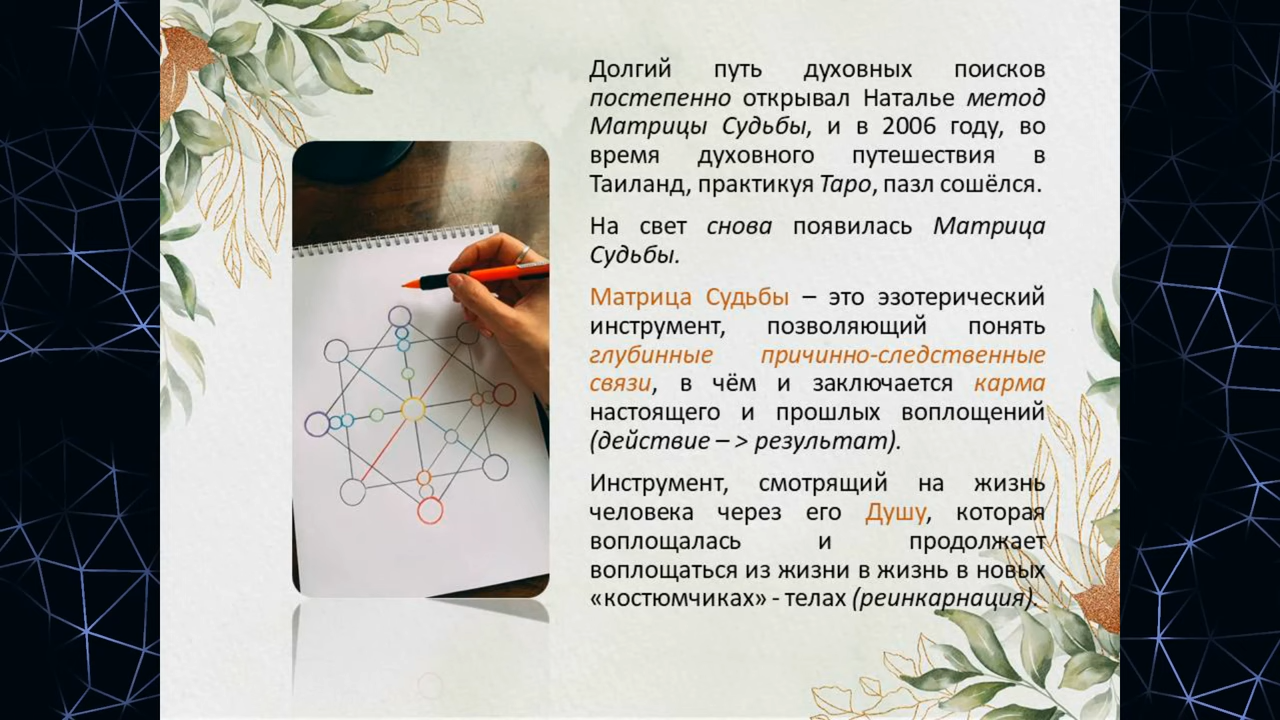 Долгий путь духовных поисков
постепенно открывал Наталье метод
Матрицы Судьбы, и в 2006 году, во
время духовного путешествия в
Таиланд, практикуя Таро, пазл сошёлся.
На свет снова появилась Матрица
Судьбы.
Матрица Судьбы – это эзотерический
инструмент, позволяющий понять
глубинные причинно-следственные
связи, в чём и заключается карма
настоящего и прошлых воплощений
(действие – > результат).
Инструмент, смотрящий на жизнь
человека через его Душу, которая
воплощалась и продолжает
воплощаться из жизни в жизнь в новых
«костюмчиках» - телах (реинкарнация).